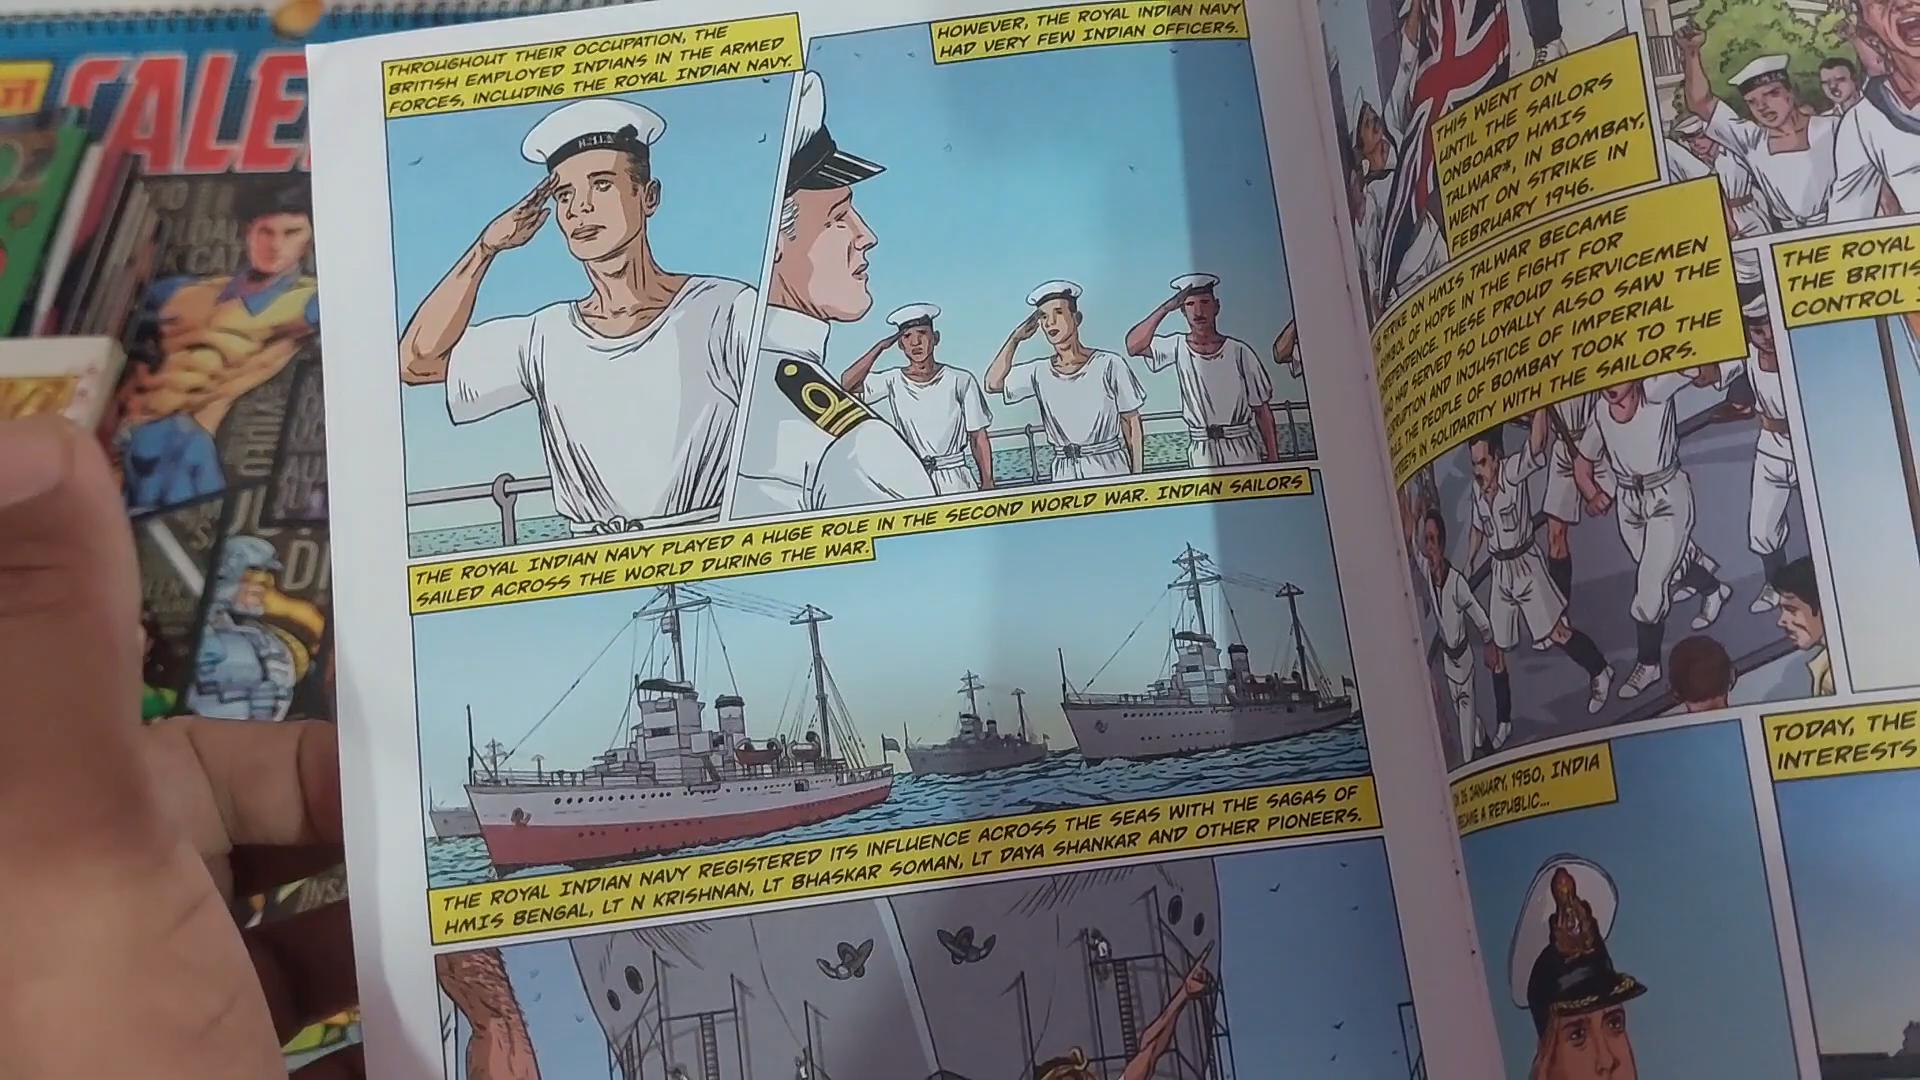 THROUGHOUT THEIR OCCUPATION, THE
BRITISH EMPLOYED INDIANS IN THE ARMED
FORCES, INCLUDING THE ROYAL INDIAN NAVY.
HOWEVER, THE ROYAL INDIAN NAVY
HAD VERY FEW INDIAN OFFICERS.
THE ROYAL INDIAN NAVY PLAYED A HUGE ROLE IN THE SECOND WORLD WAR. INDIAN SAILORS
SAILED ACROSS THE WORLD DURING THE WAR.
THE ROYAL INDIAN NAVY REGISTERED ITS INFLUENCE ACROSS THE SEAS WITH THE SAGAS OF
HMIS BENGAL, LT N KRISHNAN, LT BHASKAR SOMAN, LT DAYA SHANKAR AND OTHER PIONEERS.
THIS WENT ON
UNTIL THE SAILORS
ONBOARD HMIS
TALWAR*, IN BOMBAY,
WENT ON STRIKE IN
FEBRUARY 1946.
STRIKE ON HMIS TALWAR BECAME
SYMBOL OF HOPE IN THE FIGHT FOR
INDEPENDENCE. THESE PROUD SERVICEMEN
WHO HAD SERVED SO LOYALLY ALSO SAW THE
CORRUPTION AND INJUSTICE OF IMPERIAL
RULE. THE PEOPLE OF BOMBAY TOOK TO THE
STREETS IN SOLIDARITY WITH THE SAILORS.
THE ROYAL
THE BRITIS
CONTROL
26 JANUARY, 1950, INDIA
BECAME A REPUBLIC...
TODAY, THE
INTERESTS
CALE